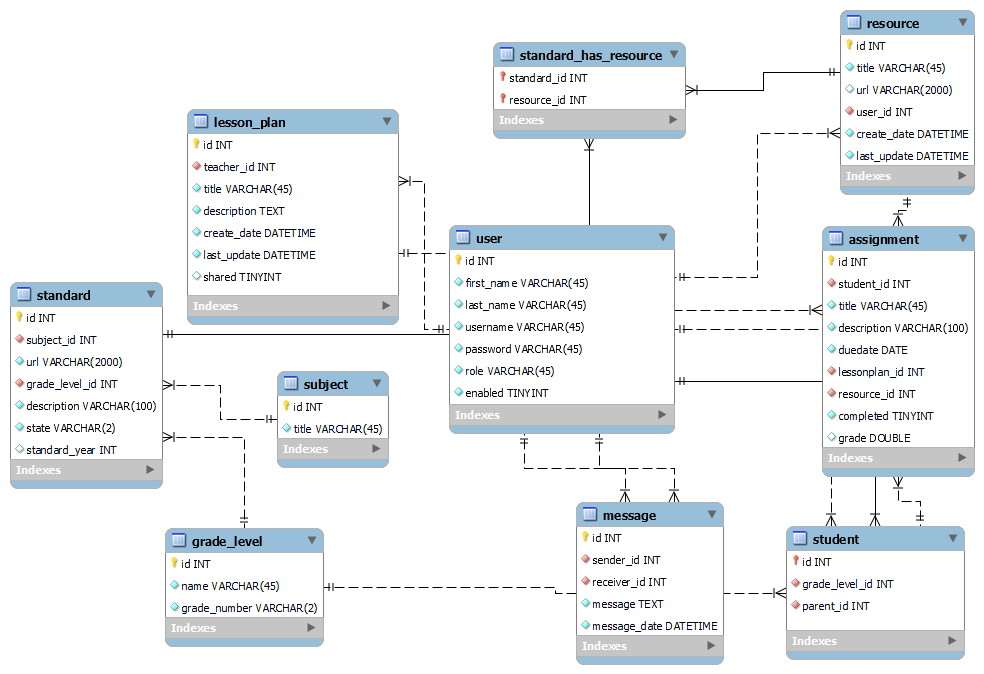 resource
id INT
title VARCHAR(45)
url VARCHAR(2000)
user_id INT
create_date DATETIME
last_update DATETIME
Indexes
standard_has_resource
standard_id INT
resource_id INT
Indexes
lesson_plan
id INT
teacher_id INT
title VARCHAR(45)
description TEXT
create_date DATETIME
last_update DATETIME
shared TINYINT
Indexes
user
id INT
first_name VARCHAR(45)
last_name VARCHAR(45)
username VARCHAR(45)
password VARCHAR(45)
role VARCHAR(45)
enabled TINYINT
Indexes
assignment
id INT
student_id INT
title VARCHAR(45)
description VARCHAR(100)
duedate DATE
lessonplan_id INT
resource_id INT
completed TINYINT
grade DOUBLE
Indexes
standard
id INT
subject_id INT
url VARCHAR(2000)
grade_level_id INT
description VARCHAR(100)
state VARCHAR(2)
standard_year INT
Indexes
subject
id INT
title VARCHAR(45)
Indexes
grade_level
id INT
name VARCHAR(45)
grade_number VARCHAR(2)
Indexes
message
id INT
sender_id INT
receiver_id INT
message TEXT
message_date DATETIME
Indexes
student
id INT
grade_level_id INT
parent_id INT
Indexes